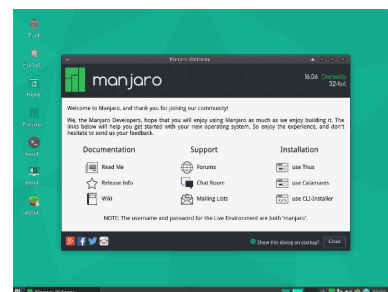 Manjaro Welcome
manjaro
16.06 Daniella
32-bit
Welcome to Manjaro, and thank you for joining our community!
We, the Manjaro Developers, hope that you will enjoy using Manjaro as much as we enjoy building it. The
links below will help you get started with your new operating system. So enjoy the experience, and don't
hesitate to send us your feedback.
Documentation Support Installation
Read Me Forums use Thus
Release Info Chat Room use Calamares
Wiki Mailing Lists use CLI-Installer
NOTE: The username and password for the Live Environment are both 'manjaro'.
Show this dialog on startup? Close
Manjaro Welcome